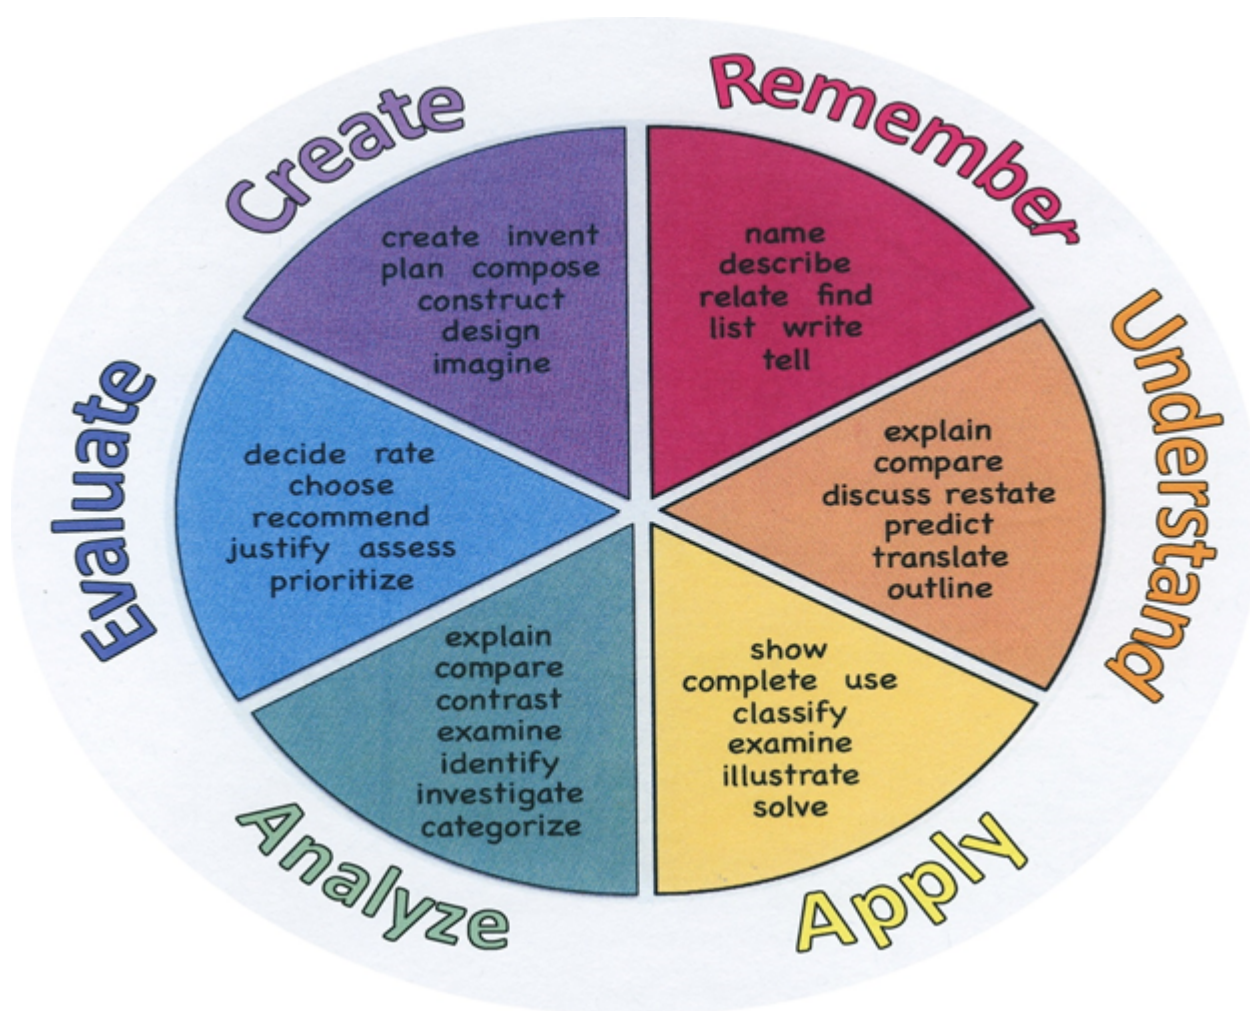 Remember
name
describe
relate find
list write
tell
Understand
explain
compare
discuss restate
predict
translate
outline
Apply
show
complete use
classify
examine
illustrate
solve
Analyze
explain
compare
contrast
examine
identify
investigate
categorize
Evaluate
decide rate
choose
recommend
justify assess
prioritize
Create
create invent
plan compose
construct
design
imagine